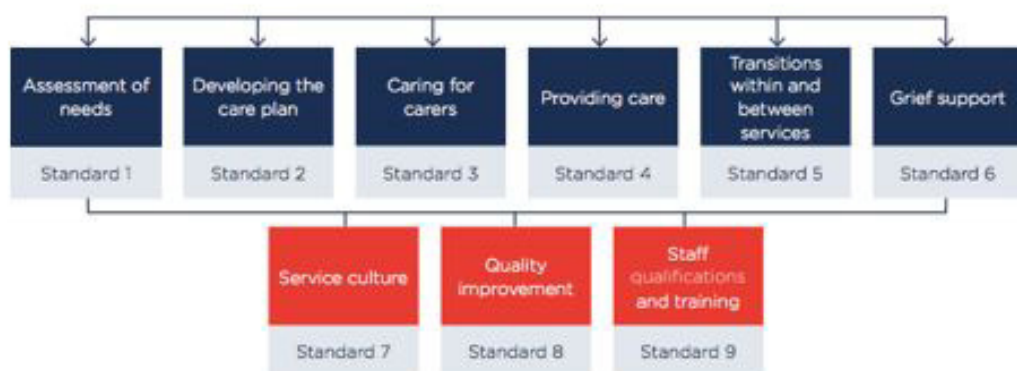 Assessment of
needs
Standard 1
Developing the
care plan
Standard 2
Caring for
carers
Standard 3
Providing care
Standard 4
Transitions
within and
between
services
Standard 5
Grief support
Standard 6
Service culture
Standard 7
Quality
improvement
Standard 8
Staff
qualifications
and training
Standard 9